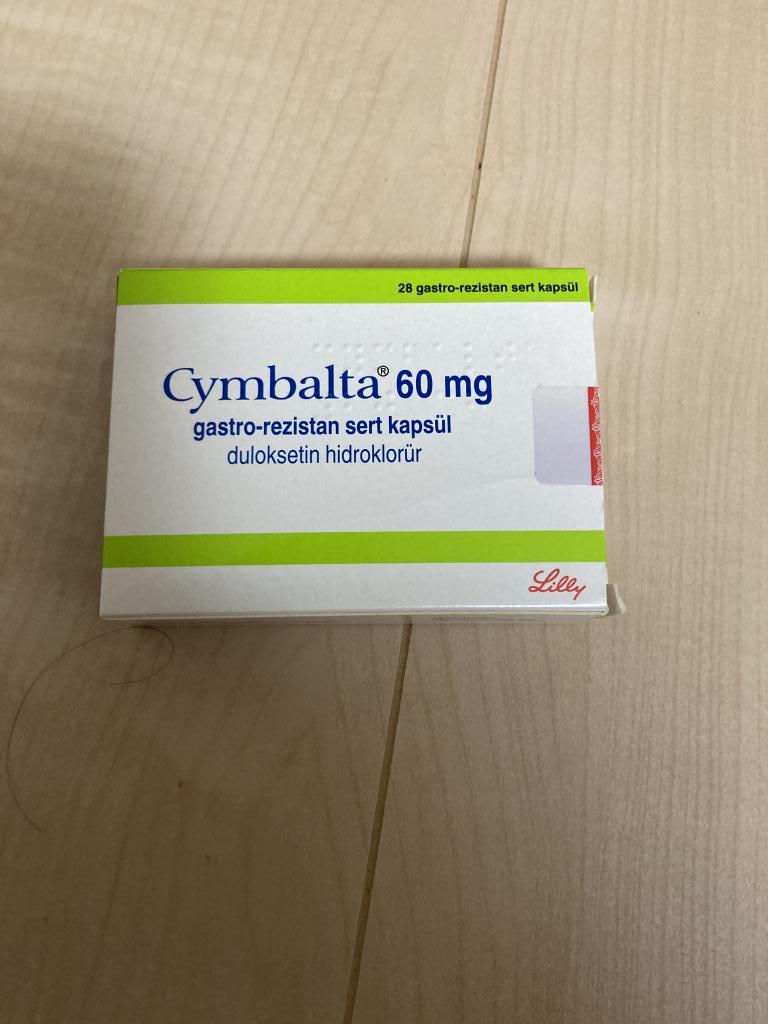 28 gastro-rezistan sert kapsül
Cymbalta® 60 mg
gastro-rezistan sert kapsül
duloksetin hidroklorür
Lilly